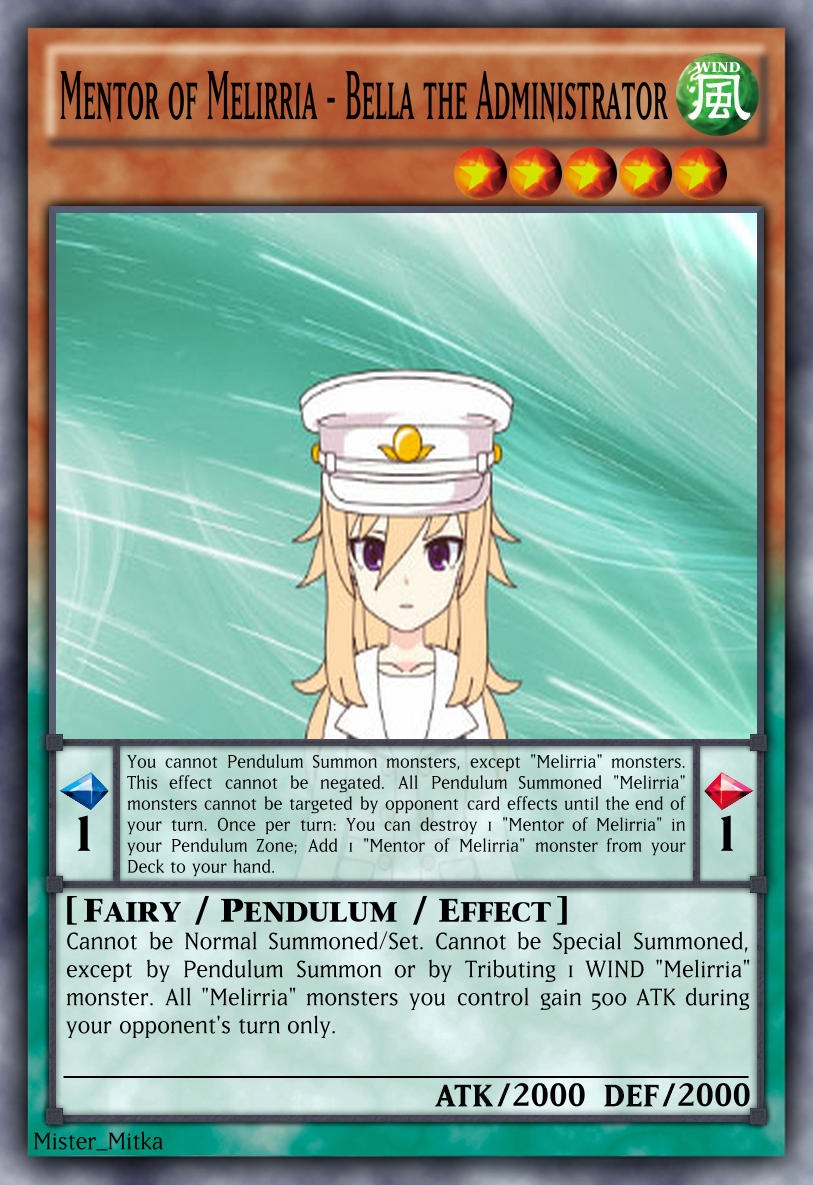 Mentor of Melirria - Bella the Administrator
WIND
風
You cannot Pendulum Summon monsters, except "Melirria" monsters.
This effect cannot be negated. All Pendulum Summoned "Melirria"
monsters cannot be targeted by opponent card effects until the end of
your turn. Once per turn: You can destroy 1 "Mentor of Melirria" in
your Pendulum Zone; Add 1 "Mentor of Melirria" monster from your
Deck to your hand.
1
1
[ Fairy / Pendulum / Effect ]
Cannot be Normal Summoned/Set. Cannot be Special Summoned,
except by Pendulum Summon or by Tributing 1 WIND "Melirria"
monster. All "Melirria" monsters you control gain 500 ATK during
your opponent's turn only.
ATK/2000 DEF/2000
Mister_Mitka